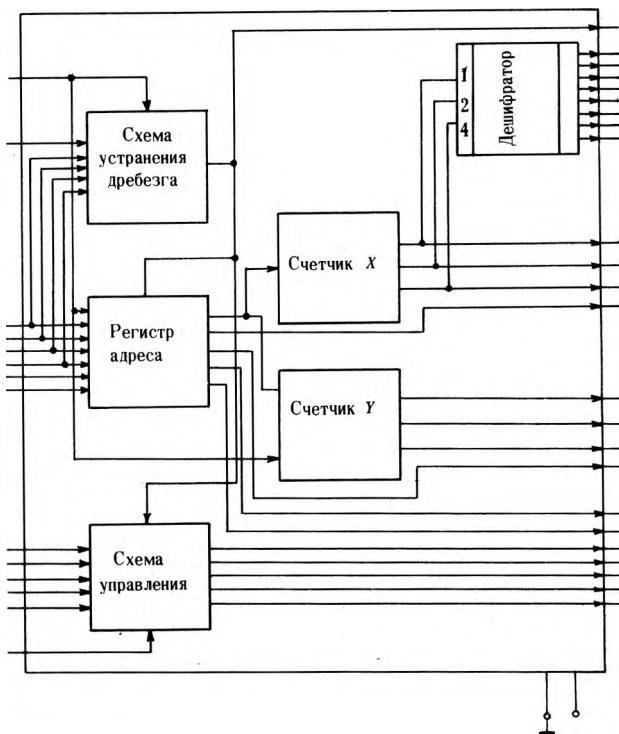 Схема
устранения
дребезга
1
2
4
Дешифратор
Счетчик X
Регистр
адреса
Счетчик Y
Схема
управления